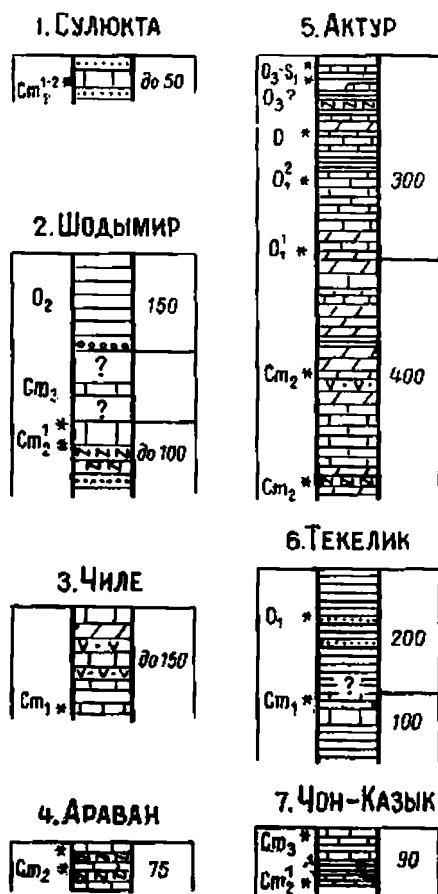 1. СУЛЮКТА
Cm₁¹⁻² *
до 50
2. ШОДЫМИР
O₂
150
?
Cm₃
?
Cm₂¹ *
*
до 100
3. ЧИЛЕ
до 150
Cm₁ *
4. АРАВАН
*
Cm₂ *
75
5. АКТУР
O₃-S₁ *
*
O₃?
O *
O₁² *
300
O₁¹ *
Cm₂ *
400
Cm₂ *
6. ТЕКЕЛИК
O₁ *
200
?
Cm₁ *
100
7. ЧОН-КАЗЫК
Cm₃ *
90
Cm₂¹ *